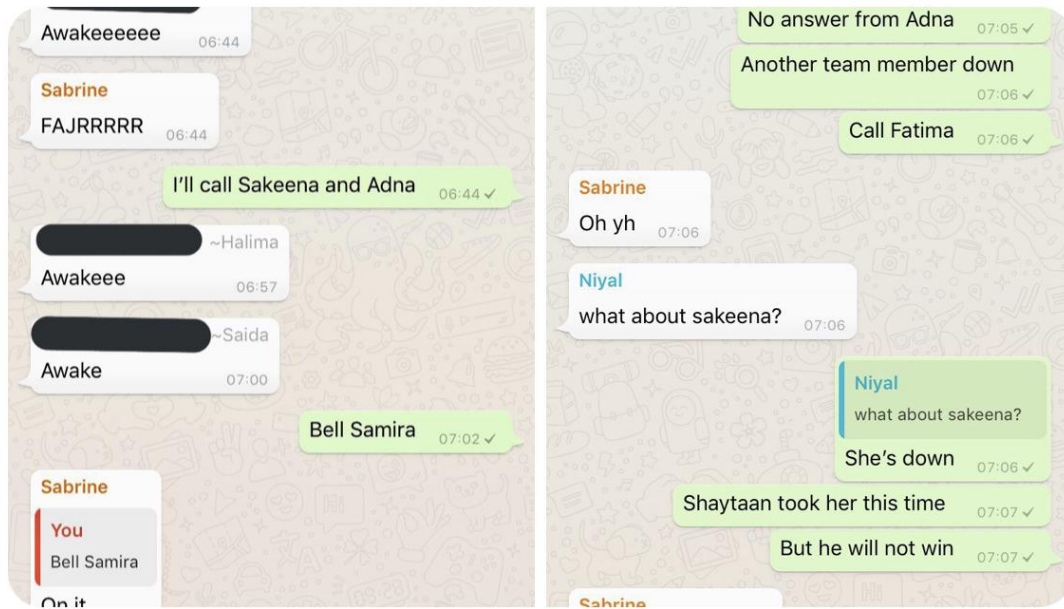 Awakeeeeee 06:44
Sabrine
FAJRRRRR 06:44
I'll call Sakeena and Adna 06:44
~Halima
Awakeee 06:57
~Saida
Awake 07:00
Bell Samira 07:02
Sabrine
You
Bell Samira
On it
No answer from Adna 07:05
Another team member down
07:06
Call Fatima 07:06
Sabrine
Oh yh 07:06
Niyal
what about sakeena? 07:06
Niyal
what about sakeena?
She's down 07:06
Shaytaan took her this time 07:07
But he will not win 07:07
Sabrine